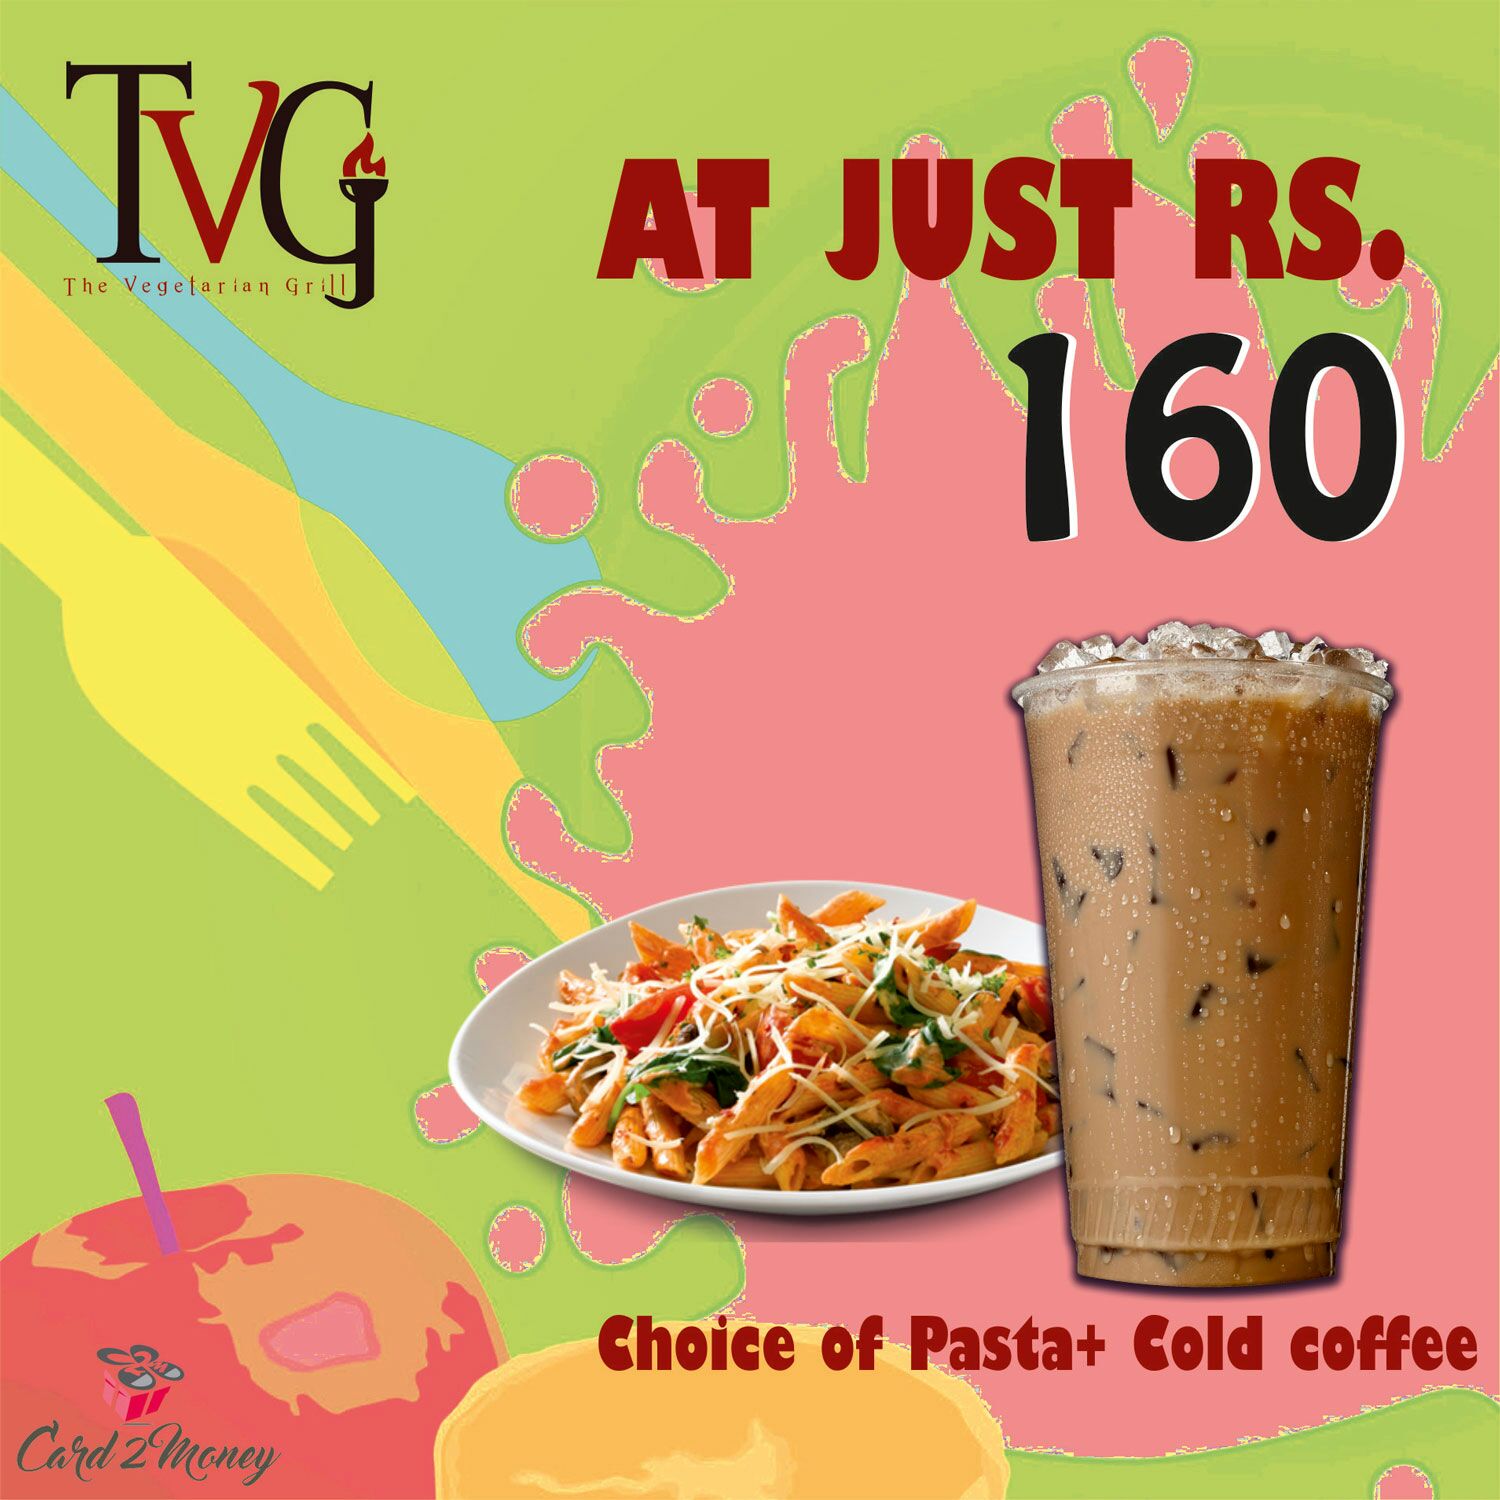 TVG
The Vegetarian Grill
AT JUST RS.
160
Choice of Pasta+ Cold coffee
Card 2 Money